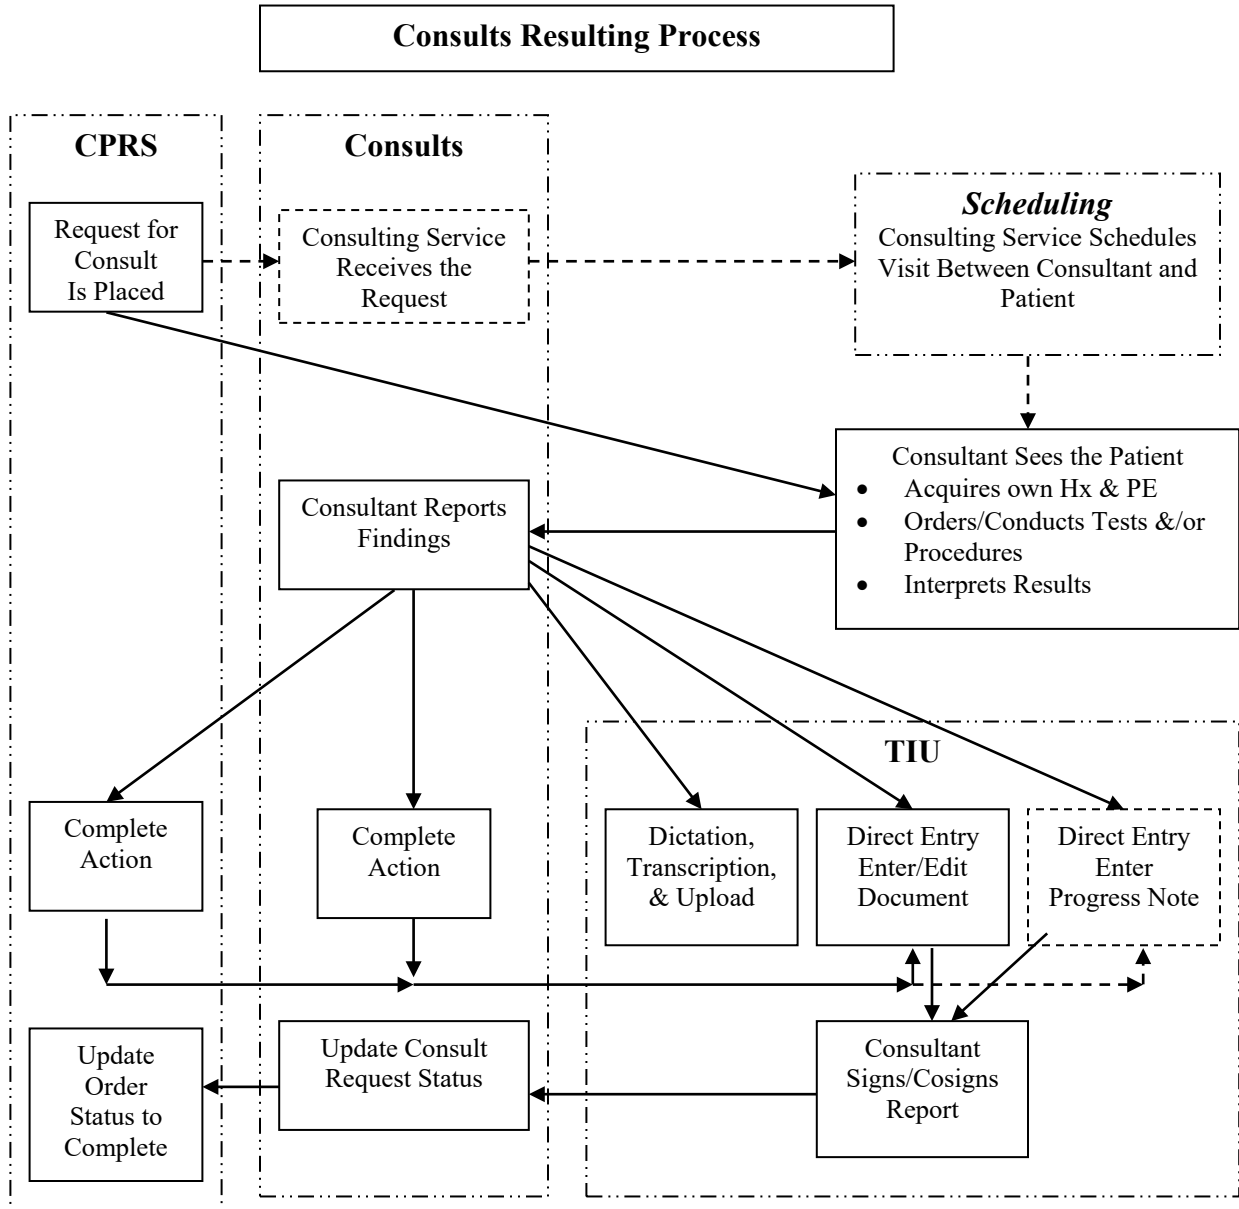 Consults Resulting Process
CPRS
Consults
Request for
Consult
Is Placed
Consulting Service
Receives the
Request
Scheduling
Consulting Service Schedules
Visit Between Consultant and
Patient
Consultant Sees the Patient
• Acquires own Hx & PE
• Orders/Conducts Tests &/or
Procedures
• Interprets Results
Consultant Reports
Findings
TIU
Complete
Action
Complete
Action
Dictation,
Transcription,
& Upload
Direct Entry
Enter/Edit
Document
Direct Entry
Enter
Progress Note
Update
Order
Status to
Complete
Update Consult
Request Status
Consultant
Signs/Cosigns
Report